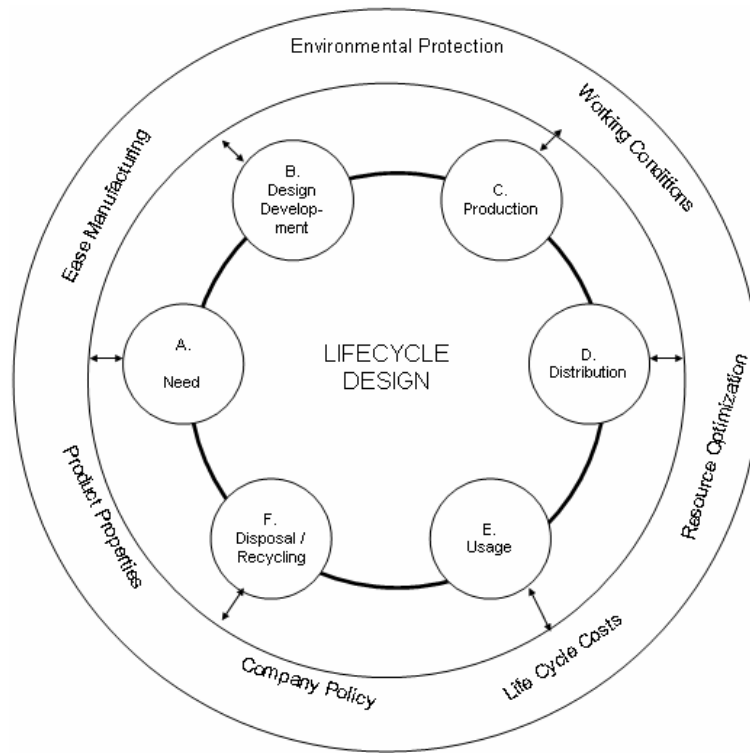 Environmental Protection
Working Conditions
Ease Manufacturing
B.
Design
Develop-
ment
C.
Production
A.
Need
LIFECYCLE
DESIGN
D.
Distribution
Resource Optimization
Product Properties
F.
Disposal /
Recycling
E.
Usage
Life Cycle Costs
Company Policy